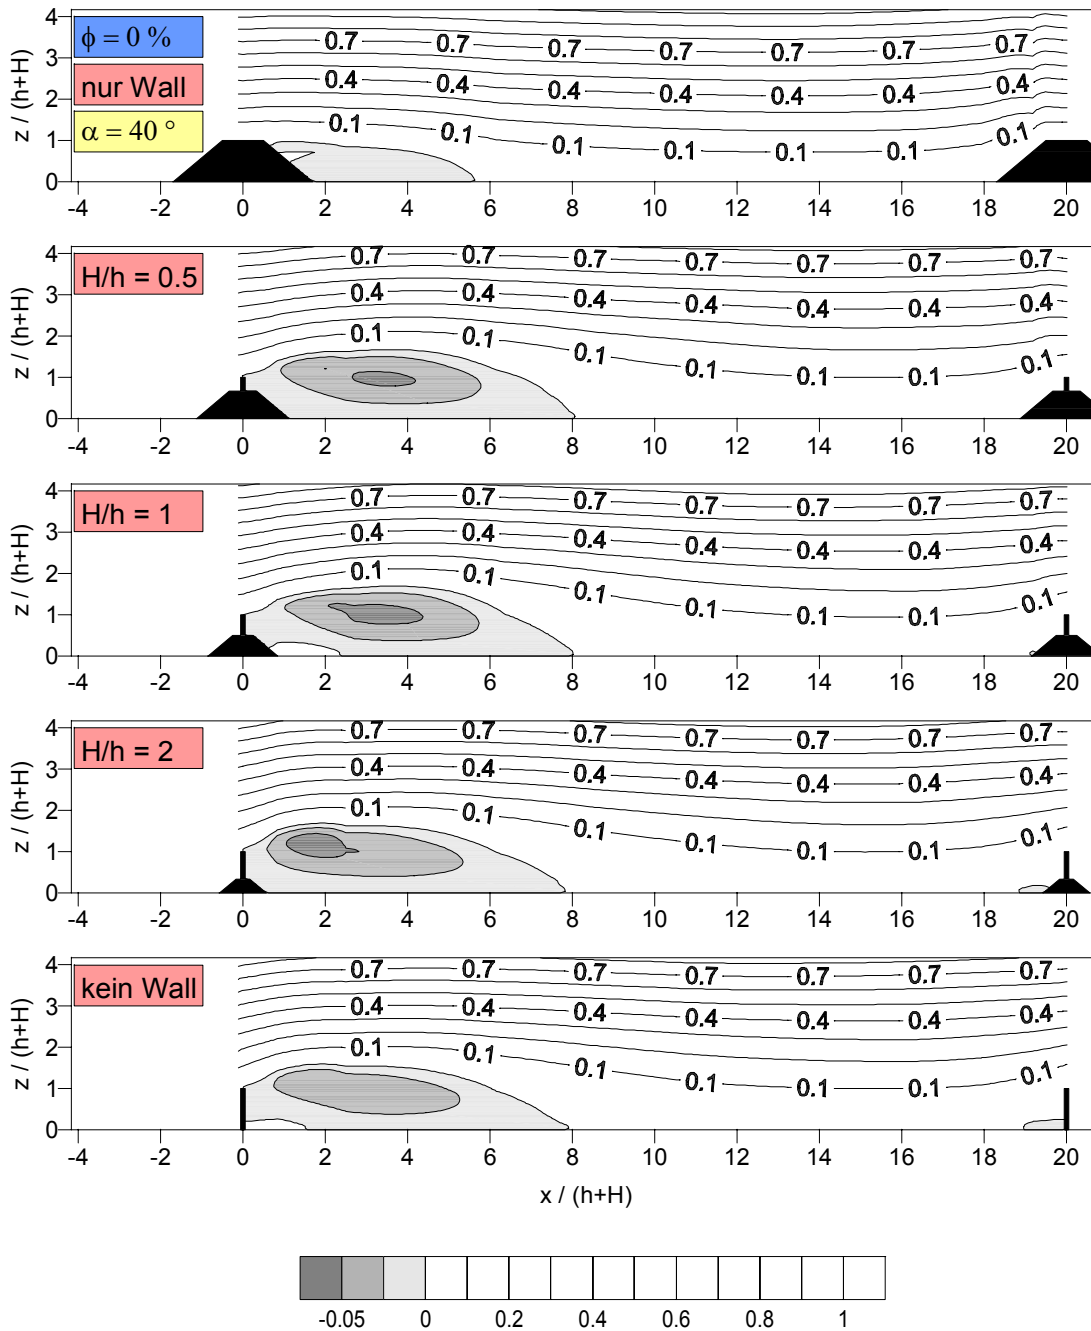 4
3
2
1
0
z / (h+H)
ϕ = 0 %
nur Wall
α = 40 °
0.7 0.7 0.7 0.7 0.7 0.7 0.7
0.4 0.4 0.4 0.4 0.4 0.4
0.1 0.1 0.1 0.1 0.1 0.1 0.1
-4 -2 0 2 4 6 8 10 12 14 16 18 20
4
3
2
1
0
z / (h+H)
H/h = 0.5
0.7 0.7 0.7 0.7 0.7 0.7 0.7
0.4 0.4 0.4 0.4 0.4 0.4 0.4
0.1 0.1 0.1 0.1 0.1 0.1 0.1
-4 -2 0 2 4 6 8 10 12 14 16 18 20
4
3
2
1
0
z / (h+H)
H/h = 1
0.7 0.7 0.7 0.7 0.7 0.7 0.7
0.4 0.4 0.4 0.4 0.4 0.4 0.4
0.1 0.1 0.1 0.1 0.1 0.1 0.1
-4 -2 0 2 4 6 8 10 12 14 16 18 20
4
3
2
1
0
z / (h+H)
H/h = 2
0.7 0.7 0.7 0.7 0.7 0.7 0.7
0.4 0.4 0.4 0.4 0.4 0.4 0.4
0.1 0.1 0.1 0.1 0.1 0.1 0.1
-4 -2 0 2 4 6 8 10 12 14 16 18 20
4
3
2
1
0
z / (h+H)
kein Wall
0.7 0.7 0.7 0.7 0.7 0.7 0.7
0.4 0.4 0.4 0.4 0.4 0.4 0.4
0.1 0.1 0.1 0.1 0.1 0.1 0.1
-4 -2 0 2 4 6 8 10 12 14 16 18 20
x / (h+H)
-0.05 0 0.2 0.4 0.6 0.8 1